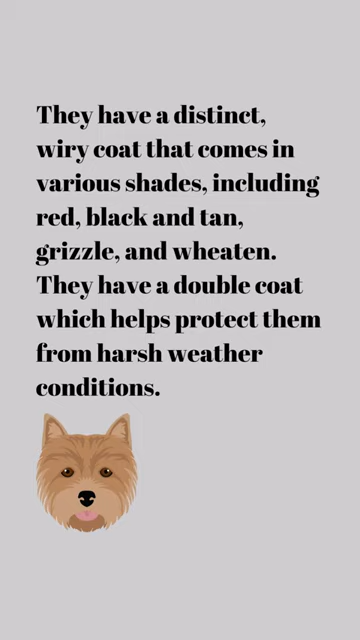 They have a distinct,
wiry coat that comes in
various shades, including
red, black and tan,
grizzle, and wheaten.
They have a double coat
which helps protect them
from harsh weather
conditions.